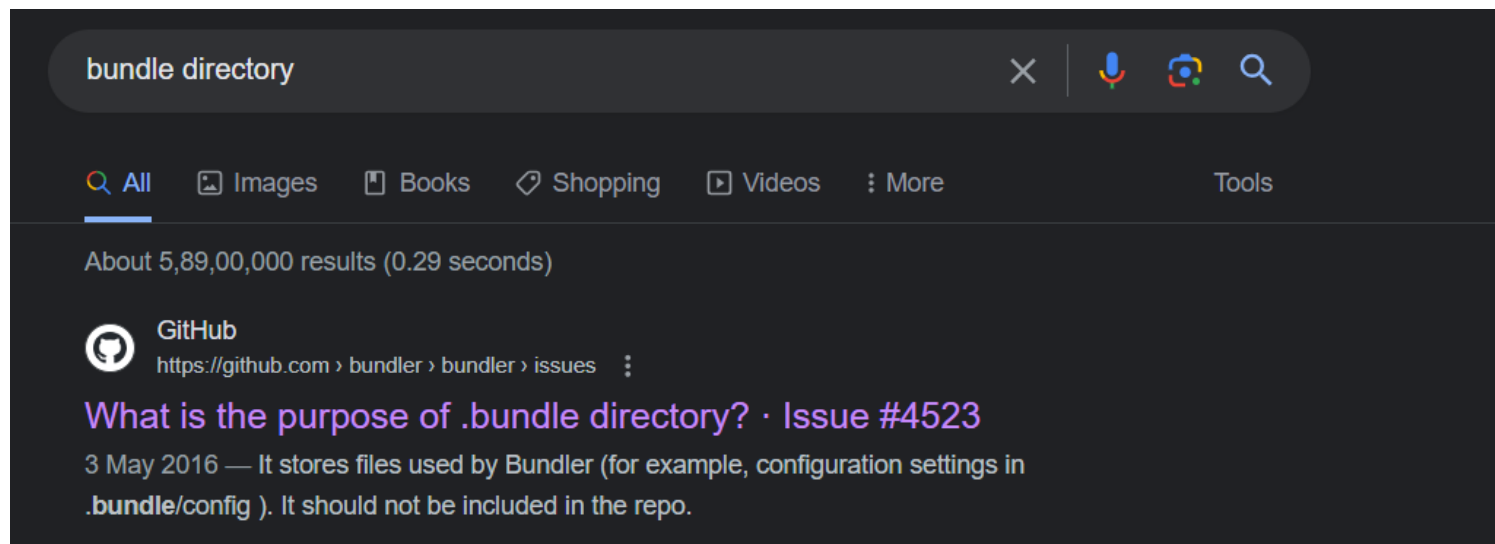 bundle directory
All Images Books Shopping Videos More Tools
About 5,89,00,000 results (0.29 seconds)
GitHub
https://github.com › bundler › bundler › issues
What is the purpose of .bundle directory? · Issue #4523
3 May 2016 — It stores files used by Bundler (for example, configuration settings in
.bundle/config ). It should not be included in the repo.